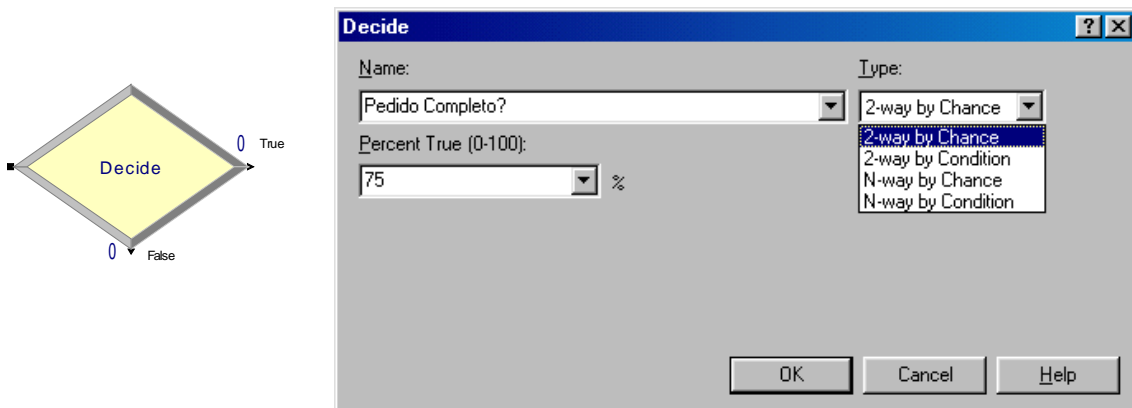 Decide
0 True
0 False
Decide
Name:
Type:
Pedido Completo?
2-way by Chance
Percent True (0-100):
75 %
2-way by Chance
2-way by Condition
N-way by Chance
N-way by Condition
OK
Cancel
Help